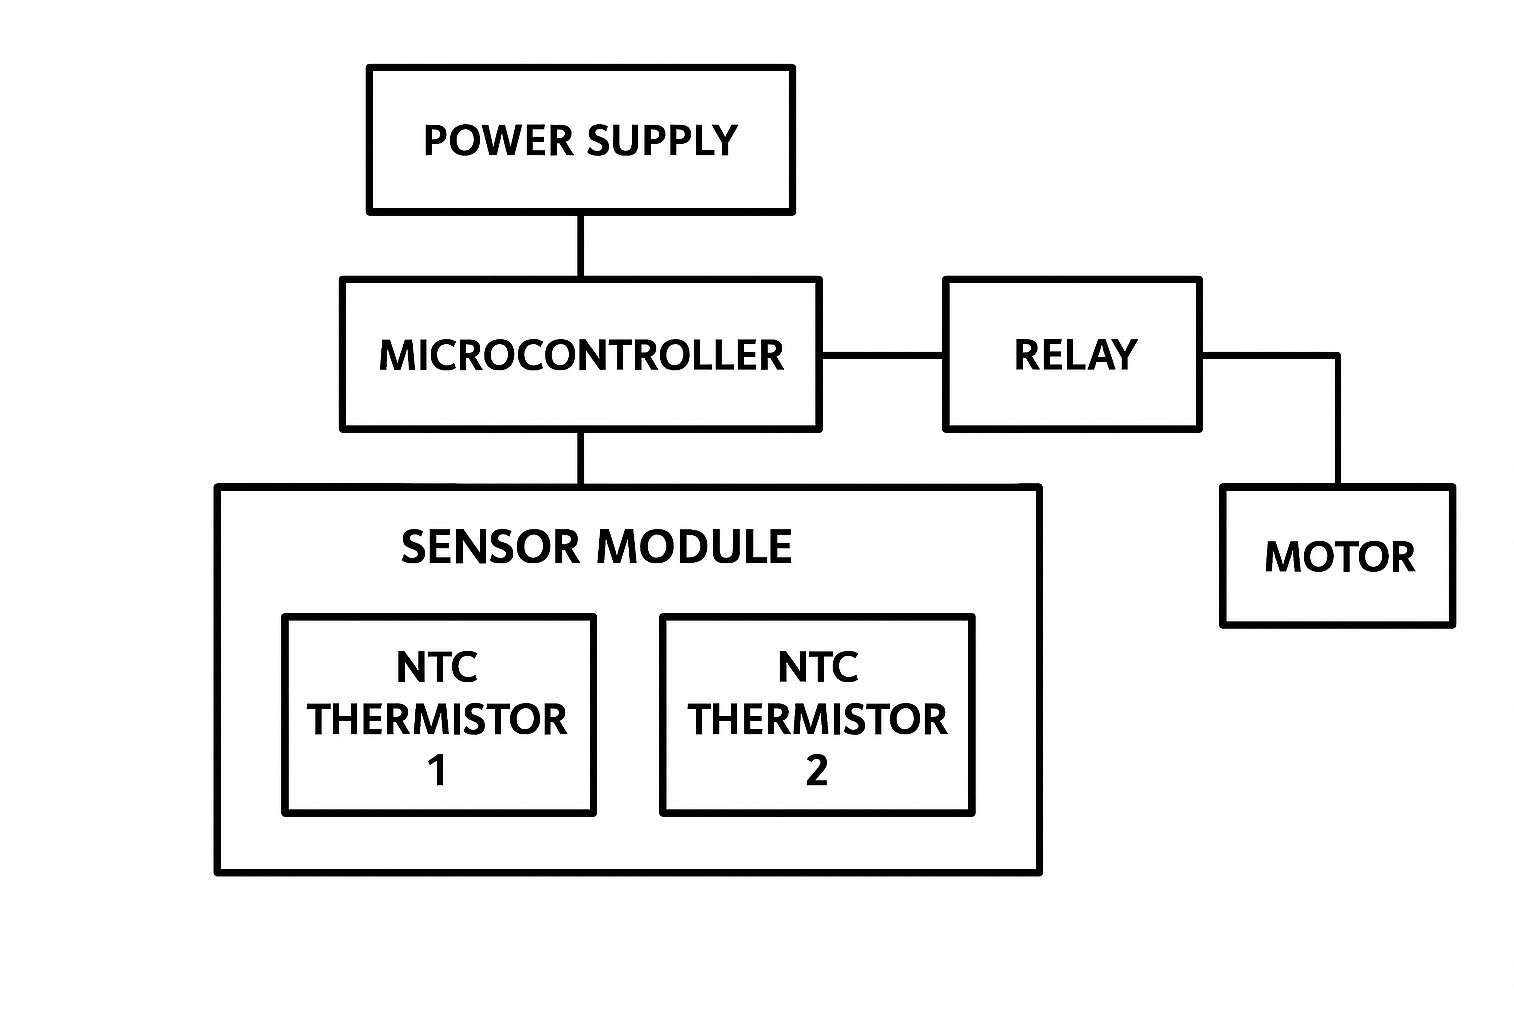 POWER SUPPLY
MICROCONTROLLER
RELAY
MOTOR
SENSOR MODULE
NTC
THERMISTOR
1
NTC
THERMISTOR
2